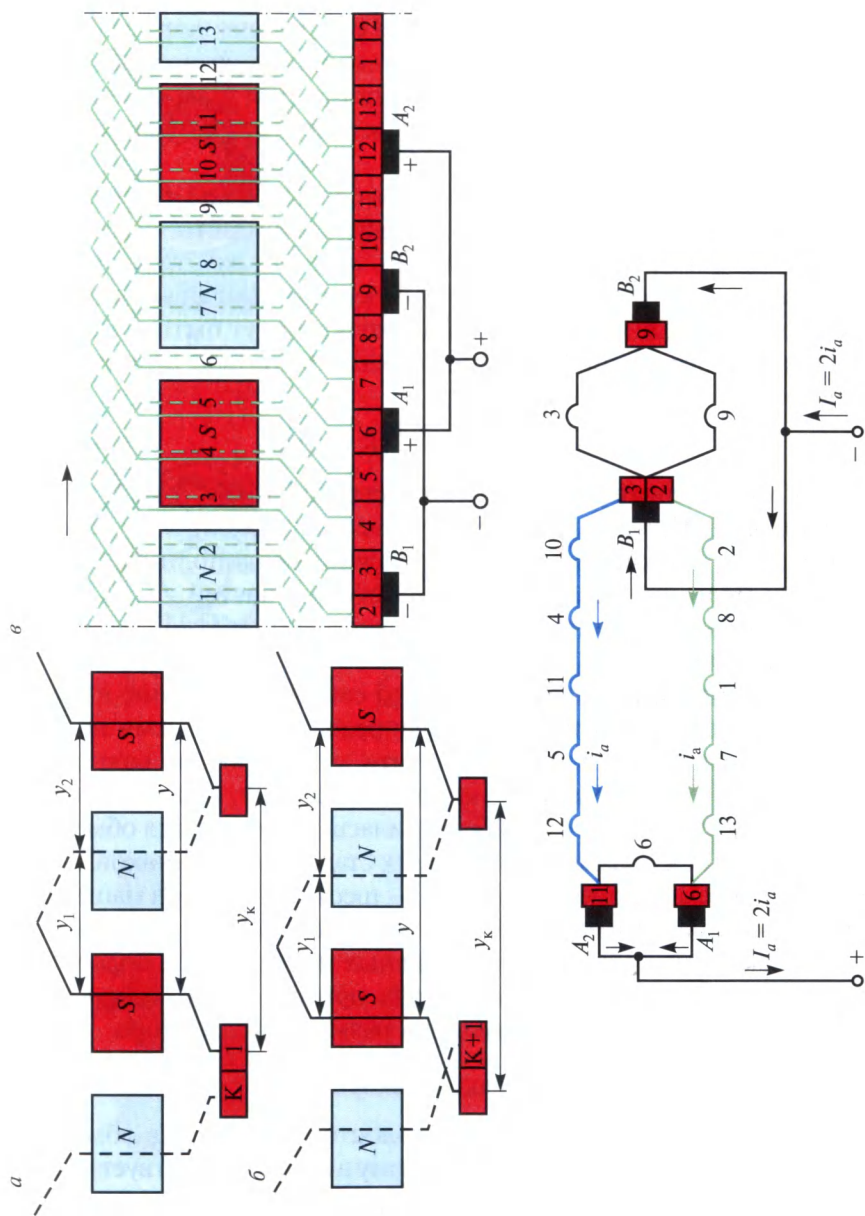 а
N
S
N
S
y₁
y₂
y
K 1
yк
б
N
S
N
S
y₁
y₂
y
K+1
yк
в
1 N 2
3 4 S 5
6
7 N 8
9
10 S 11
12
13
2 3 4 5 6 7 8 9 10 11 12 13 1 2
B₁ A₁ B₂ A₂
− + − +
− +
12 5 11 4 10
iₐ
A₂ 11
6
A₁ 6
iₐ
13 7 1 8 2
3
2
B₁
3
9
9
B₂
Iₐ = 2iₐ
+
Iₐ = 2iₐ
−